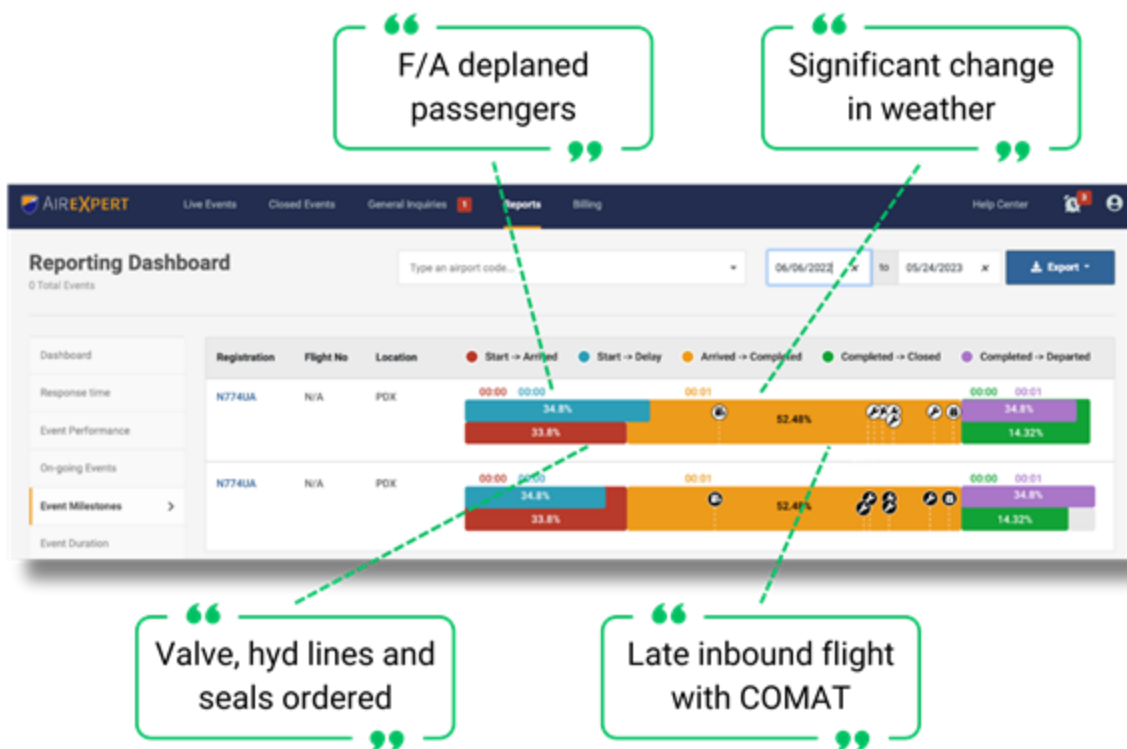 F/A deplaned
passengers
Significant change
in weather
AIREXPERT
Live Events
Closed Events
General Inquiries
1
Reports
Billing
Help Center
3
Reporting Dashboard
0 Total Events
Type an airport code...
06/06/2022
x
to
05/24/2023
x
Export
Dashboard
Response time
Event Performance
On-going Events
Event Milestones
Event Duration
Registration
Flight No
Location
Start -> Arrived
Start -> Delay
Arrived -> Completed
Completed -> Closed
Completed -> Departed
N774UA
N/A
PDX
00:00
00:00
00:01
00:00
00:01
34.8%
33.8%
52.48%
34.8%
14.32%
N774UA
N/A
PDX
00:00
00:00
00:01
00:00
00:01
34.8%
33.8%
52.48%
34.8%
14.32%
Valve, hyd lines and
seals ordered
Late inbound flight
with COMAT